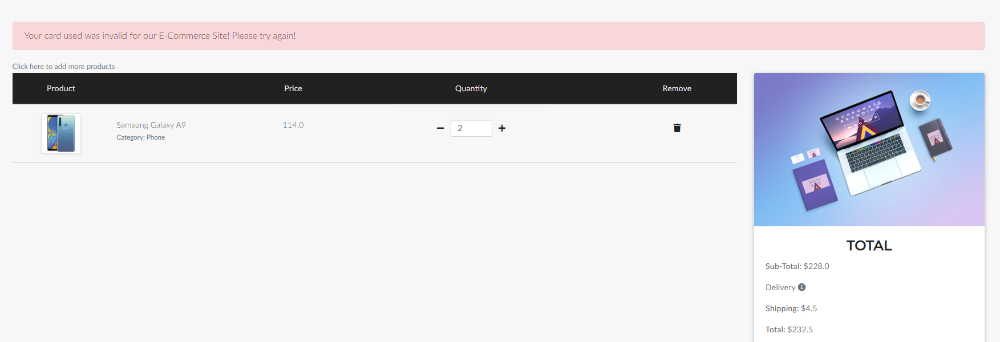 Your card used was invalid for our E-Commerce Site! Please try again!
Click here to add more products
Product Price Quantity Remove
Samsung Galaxy A9 114.0 2
Category: Phone
CORPORATE
BRANDING
MOCKUP
TOTAL
Sub-Total: $228.0
Delivery
Shipping: $4.5
Total: $232.5